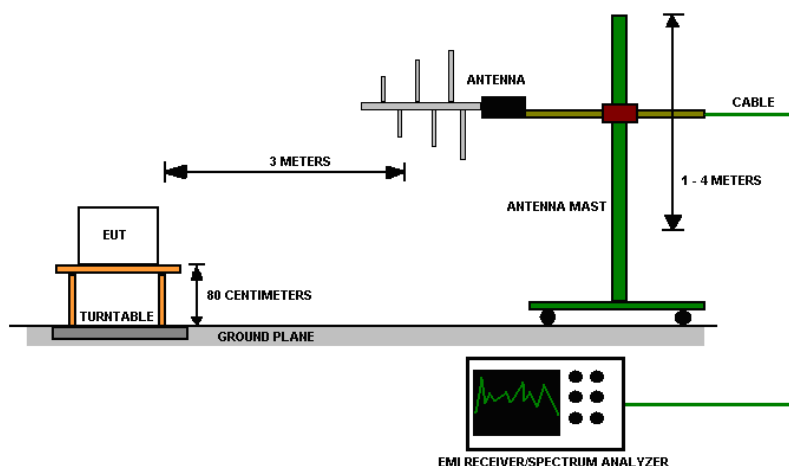 ANTENNA
CABLE
3 METERS
1 - 4 METERS
ANTENNA MAST
EUT
80 CENTIMETERS
TURNTABLE
GROUND PLANE
EMI RECEIVER/SPECTRUM ANALYZER